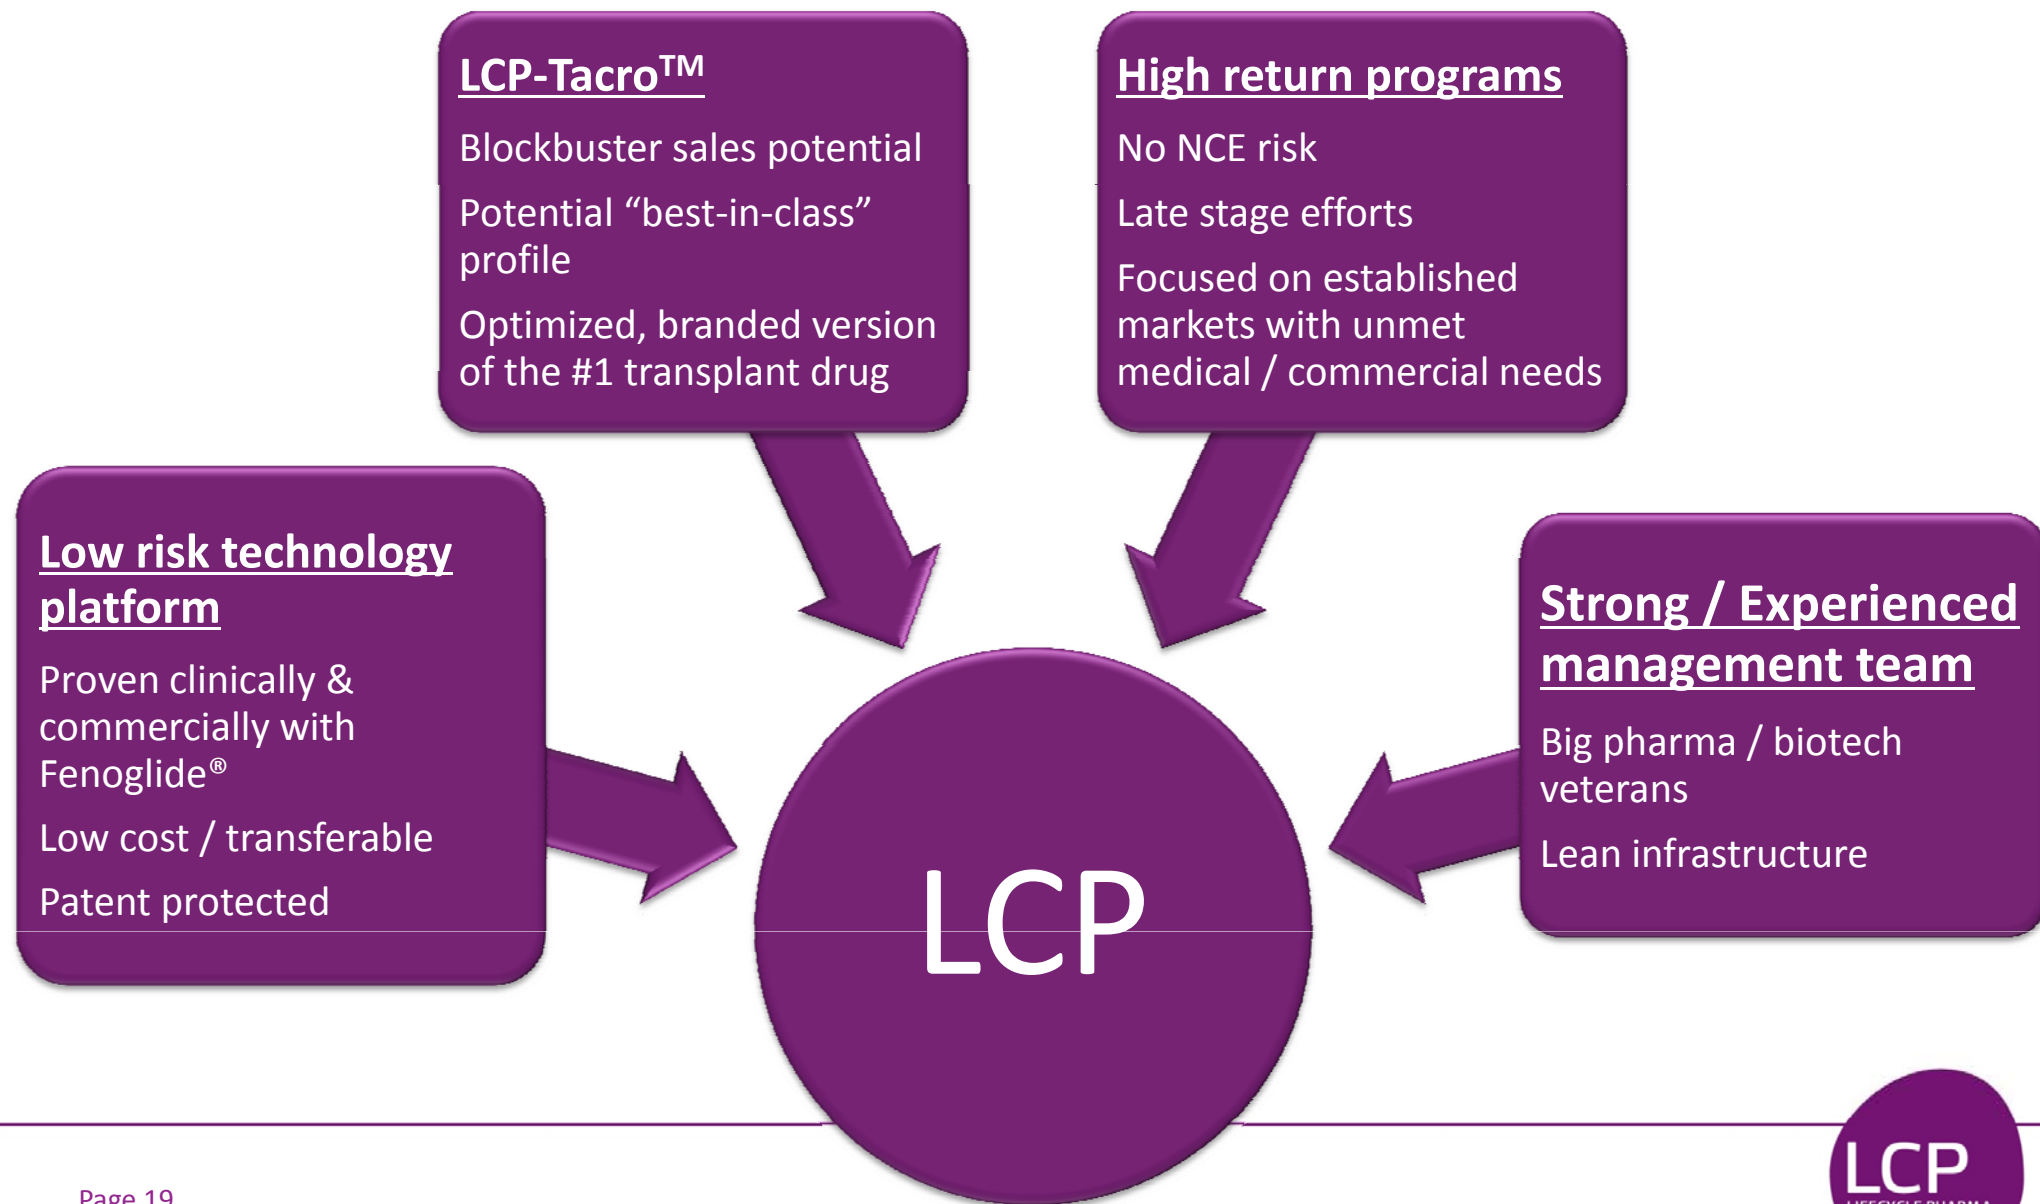 LCP-Tacro™
Blockbuster sales potential
Potential “best-in-class”
profile
Optimized, branded version
of the #1 transplant drug
High return programs
No NCE risk
Late stage efforts
Focused on established
markets with unmet
medical / commercial needs
Low risk technology
platform
Proven clinically &
commercially with
Fenoglide®
Low cost / transferable
Patent protected
Strong / Experienced
management team
Big pharma / biotech
veterans
Lean infrastructure
LCP
Page 19
LCP
LIFECYCLE PHARMA